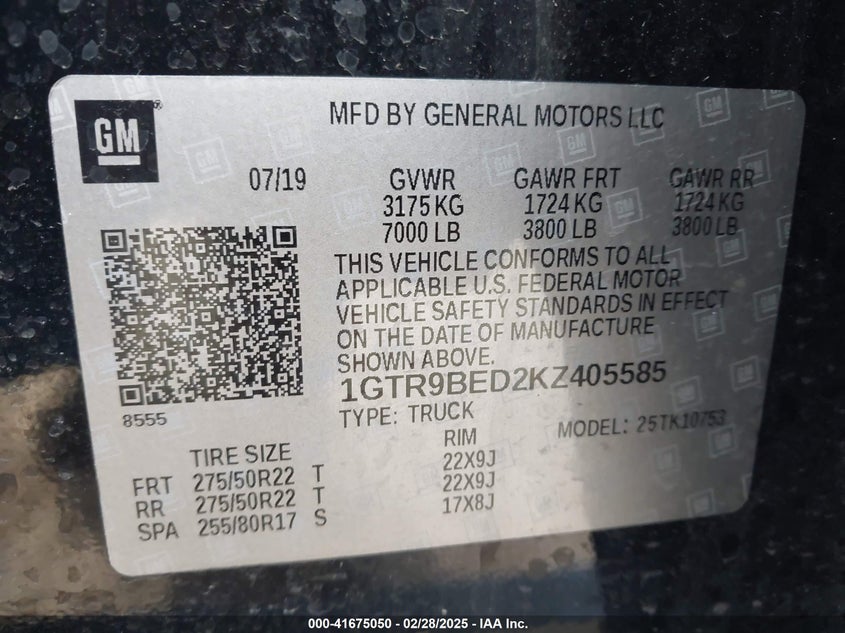 GM
MFD BY GENERAL MOTORS LLC
07/19
GVWR GAWR FRT GAWR RR
3175 KG 1724 KG 1724 KG
7000 LB 3800 LB 3800 LB
THIS VEHICLE CONFORMS TO ALL
APPLICABLE U.S. FEDERAL MOTOR
VEHICLE SAFETY STANDARDS IN EFFECT
ON THE DATE OF MANUFACTURE
SHOWN ABOVE.
1GTR9BED2KZ405585
8555
TYPE: TRUCK MODEL: 25TK10753
TIRE SIZE RIM
FRT 275/50R22 T 22X9J
RR 275/50R22 T 22X9J
SPA 255/80R17 S 17X8J
000-41675050 - 02/28/2025 - IAA Inc.